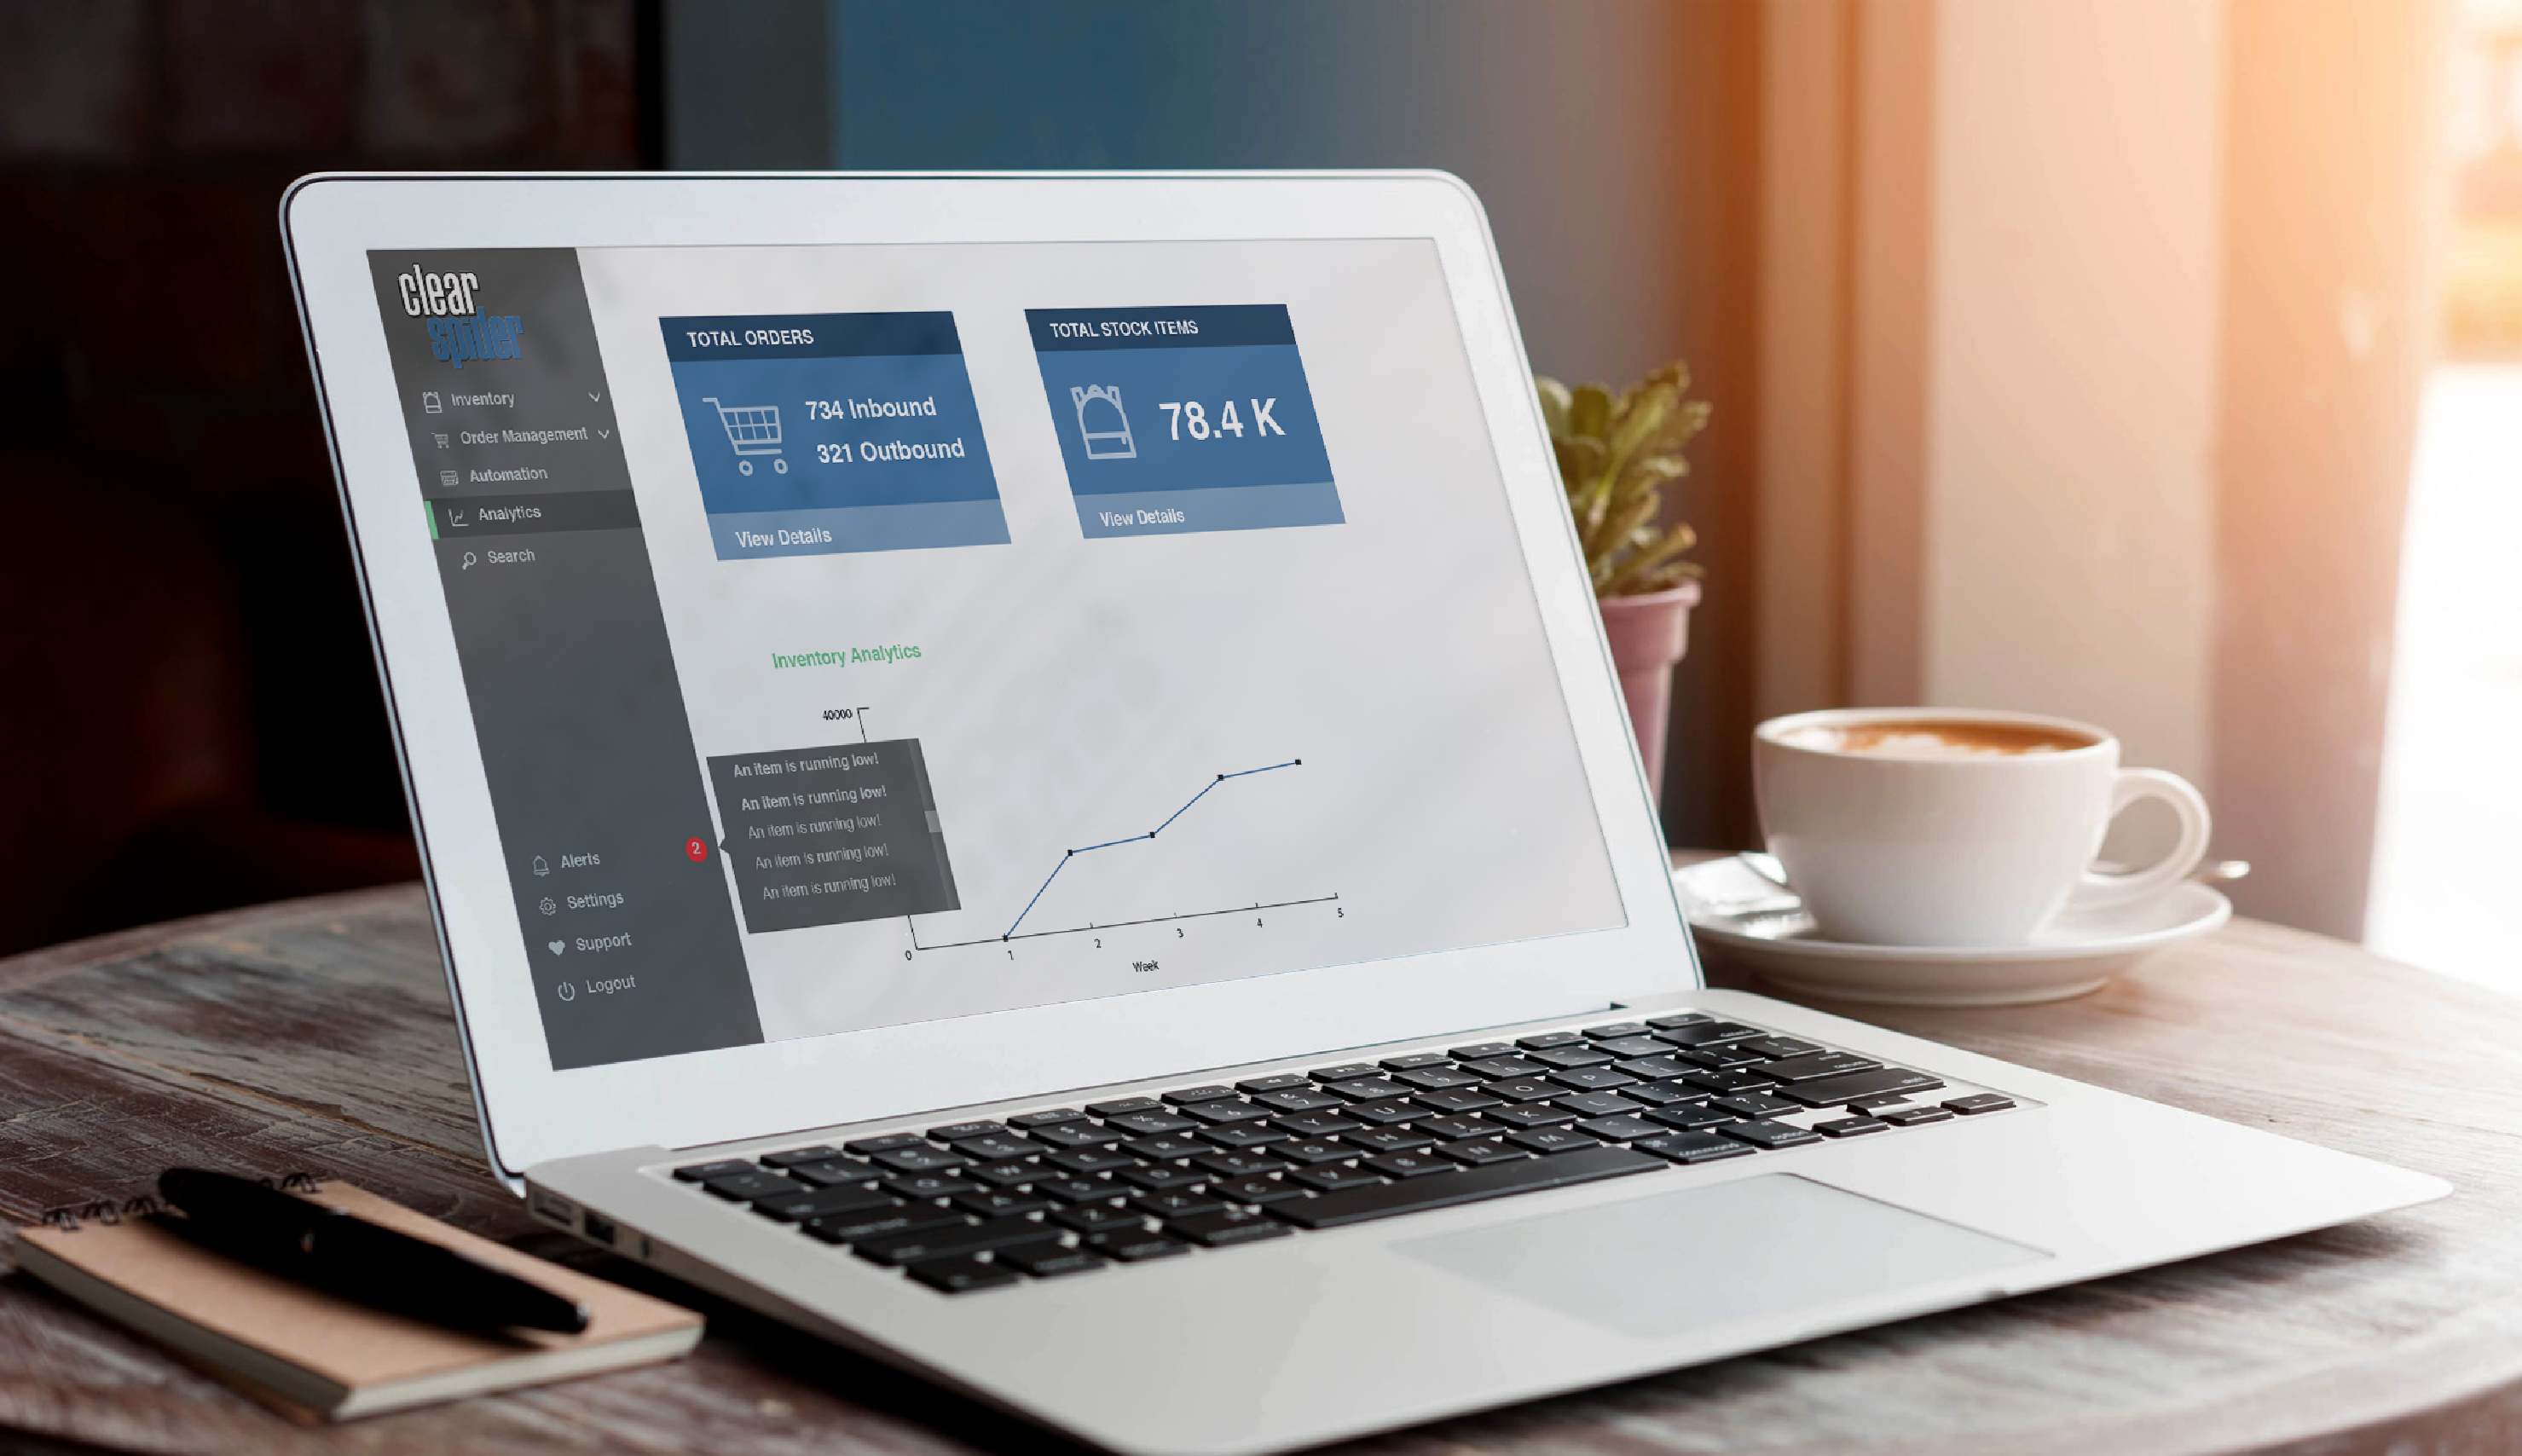 clear
spider
Inventory
Order Management
Automation
Analytics
Search
Alerts
2
Settings
Support
Logout
TOTAL ORDERS
734 Inbound
321 Outbound
View Details
TOTAL STOCK ITEMS
78.4 K
View Details
Inventory Analytics
40000
An item is running low!
An item is running low!
An item is running low!
An item is running low!
An item is running low!
0 1 2 3 4 5
Week